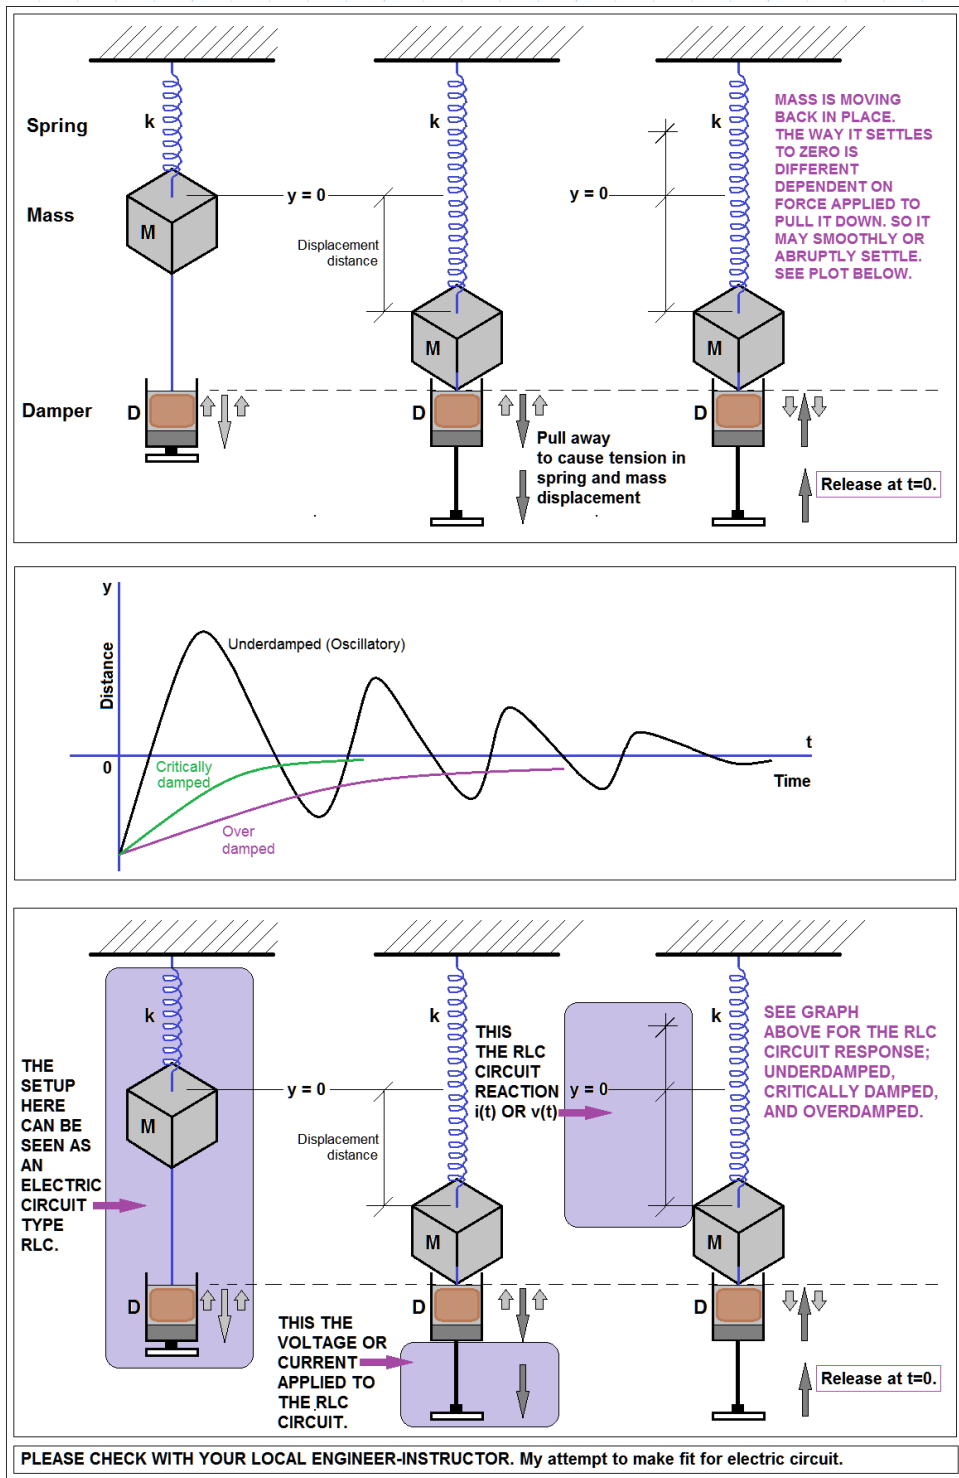 Spring
k
k
k
MASS IS MOVING
BACK IN PLACE.
THE WAY IT SETTLES
TO ZERO IS
DIFFERENT
DEPENDENT ON
FORCE APPLIED TO
PULL IT DOWN. SO IT
MAY SMOOTHLY OR
ABRUPTLY SETTLE.
SEE PLOT BELOW.
y = 0
y = 0
Mass
M
Displacement
distance
M
M
Damper
D
D
D
Pull away
to cause tension in
spring and mass
displacement
Release at t=0.
y
Distance
Underdamped (Oscillatory)
t
0
Critically
damped
Time
Over
damped
k
k
k
THE
SETUP
HERE
CAN BE
SEEN AS
AN
ELECTRIC
CIRCUIT
TYPE
RLC.
M
y = 0
Displacement
distance
THIS
THE RLC
CIRCUIT
REACTION
i(t) OR v(t)
y = 0
SEE GRAPH
ABOVE FOR THE RLC
CIRCUIT RESPONSE;
UNDERDAMPED,
CRITICALLY DAMPED,
AND OVERDAMPED.
M
M
D
D
D
THIS THE
VOLTAGE OR
CURRENT
APPLIED TO
THE RLC
CIRCUIT.
Release at t=0.
PLEASE CHECK WITH YOUR LOCAL ENGINEER-INSTRUCTOR. My attempt to make fit for electric circuit.